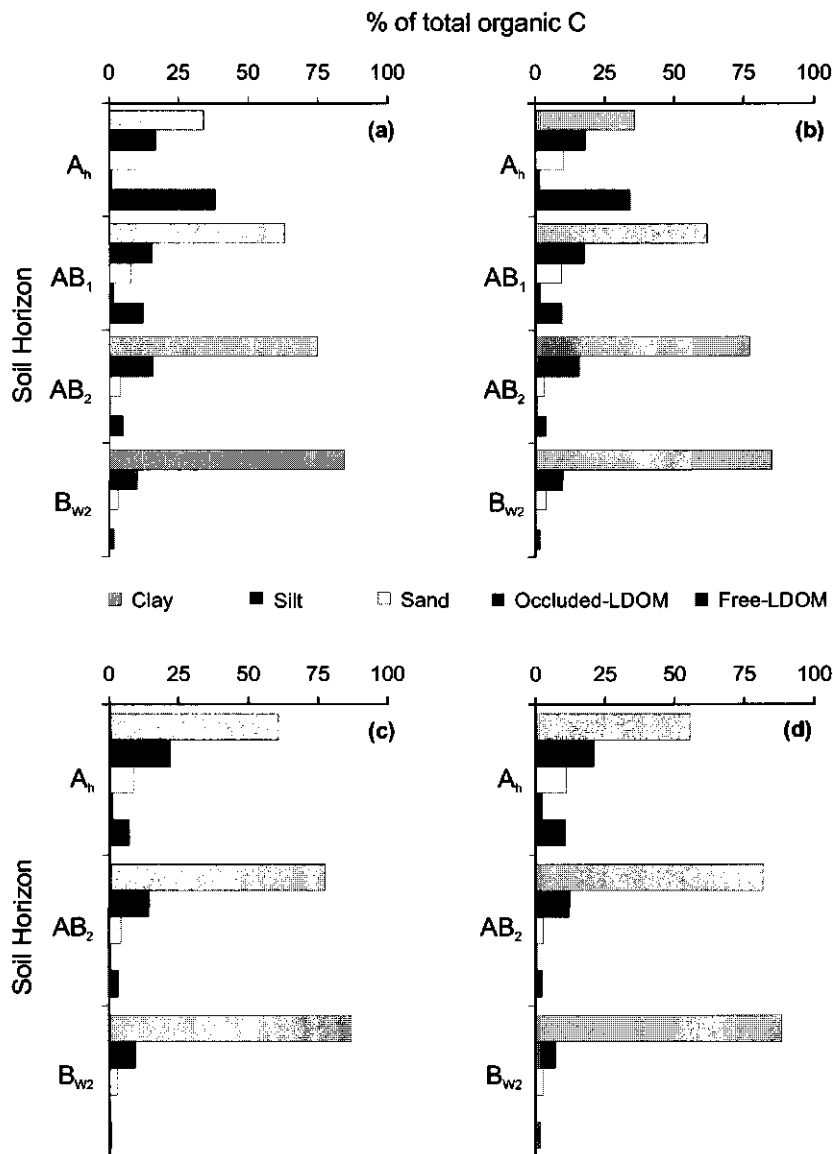 % of total organic C
0 25 50 75 100
0 25 50 75 100
(a)
(b)
Soil Horizon
Ah
AB1
AB2
Bw2
Ah
AB1
AB2
Bw2
Clay Silt Sand Occluded-LDOM Free-LDOM
0 25 50 75 100
0 25 50 75 100
(c)
(d)
Soil Horizon
Ah
AB2
Bw2
Ah
AB2
Bw2